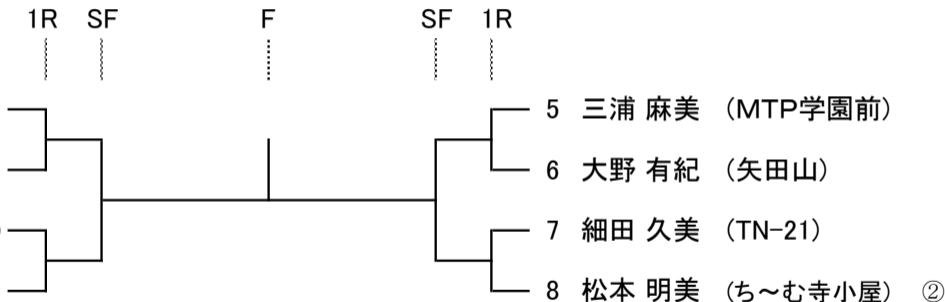 1R SF F SF 1R
5 三浦 麻美 (MTP学園前)
6 大野 有紀 (矢田山)
7 細田 久美 (TN-21)
8 松本 明美 (ち～む寺小屋) ②